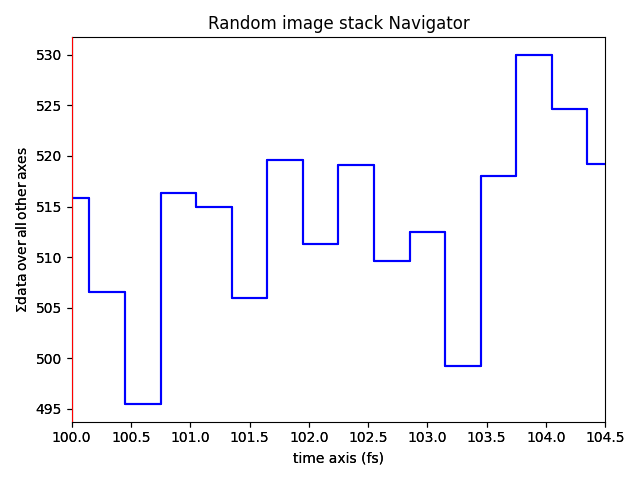 Random image stack Navigator
530
525
520
515
510
505
500
495
Σdata over all other axes
100.0 100.5 101.0 101.5 102.0 102.5 103.0 103.5 104.0 104.5
time axis (fs)